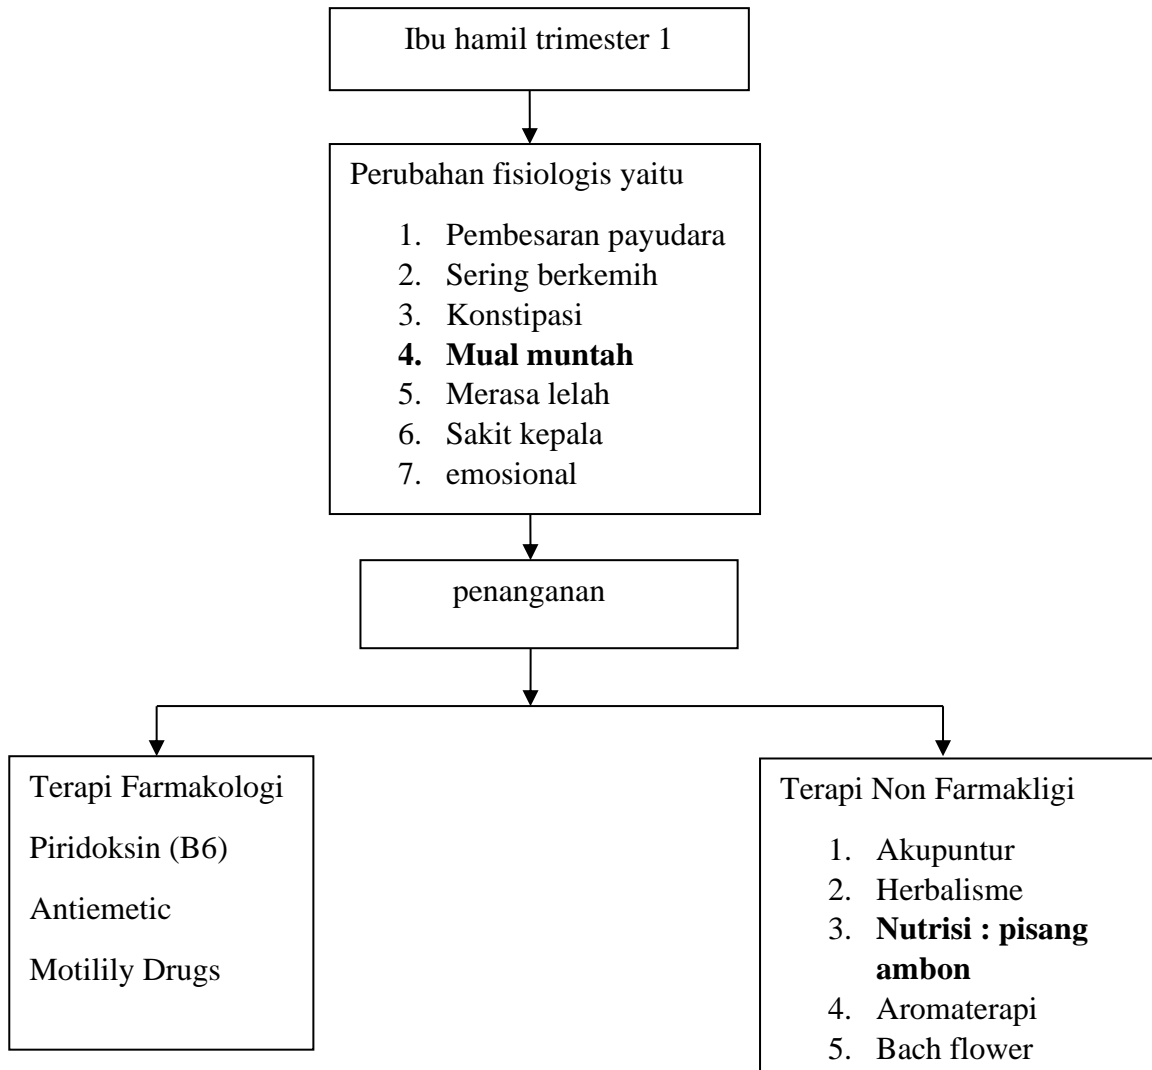 Ibu hamil trimester 1
Perubahan fisiologis yaitu
1. Pembesaran payudara
2. Sering berkemih
3. Konstipasi
4. Mual muntah
5. Merasa lelah
6. Sakit kepala
7. emosional
penanganan
Terapi Farmakologi
Piridoksin (B6)
Antiemetic
Motilily Drugs
Terapi Non Farmakligi
1. Akupuntur
2. Herbalisme
3. Nutrisi : pisang
ambon
4. Aromaterapi
5. Bach flower